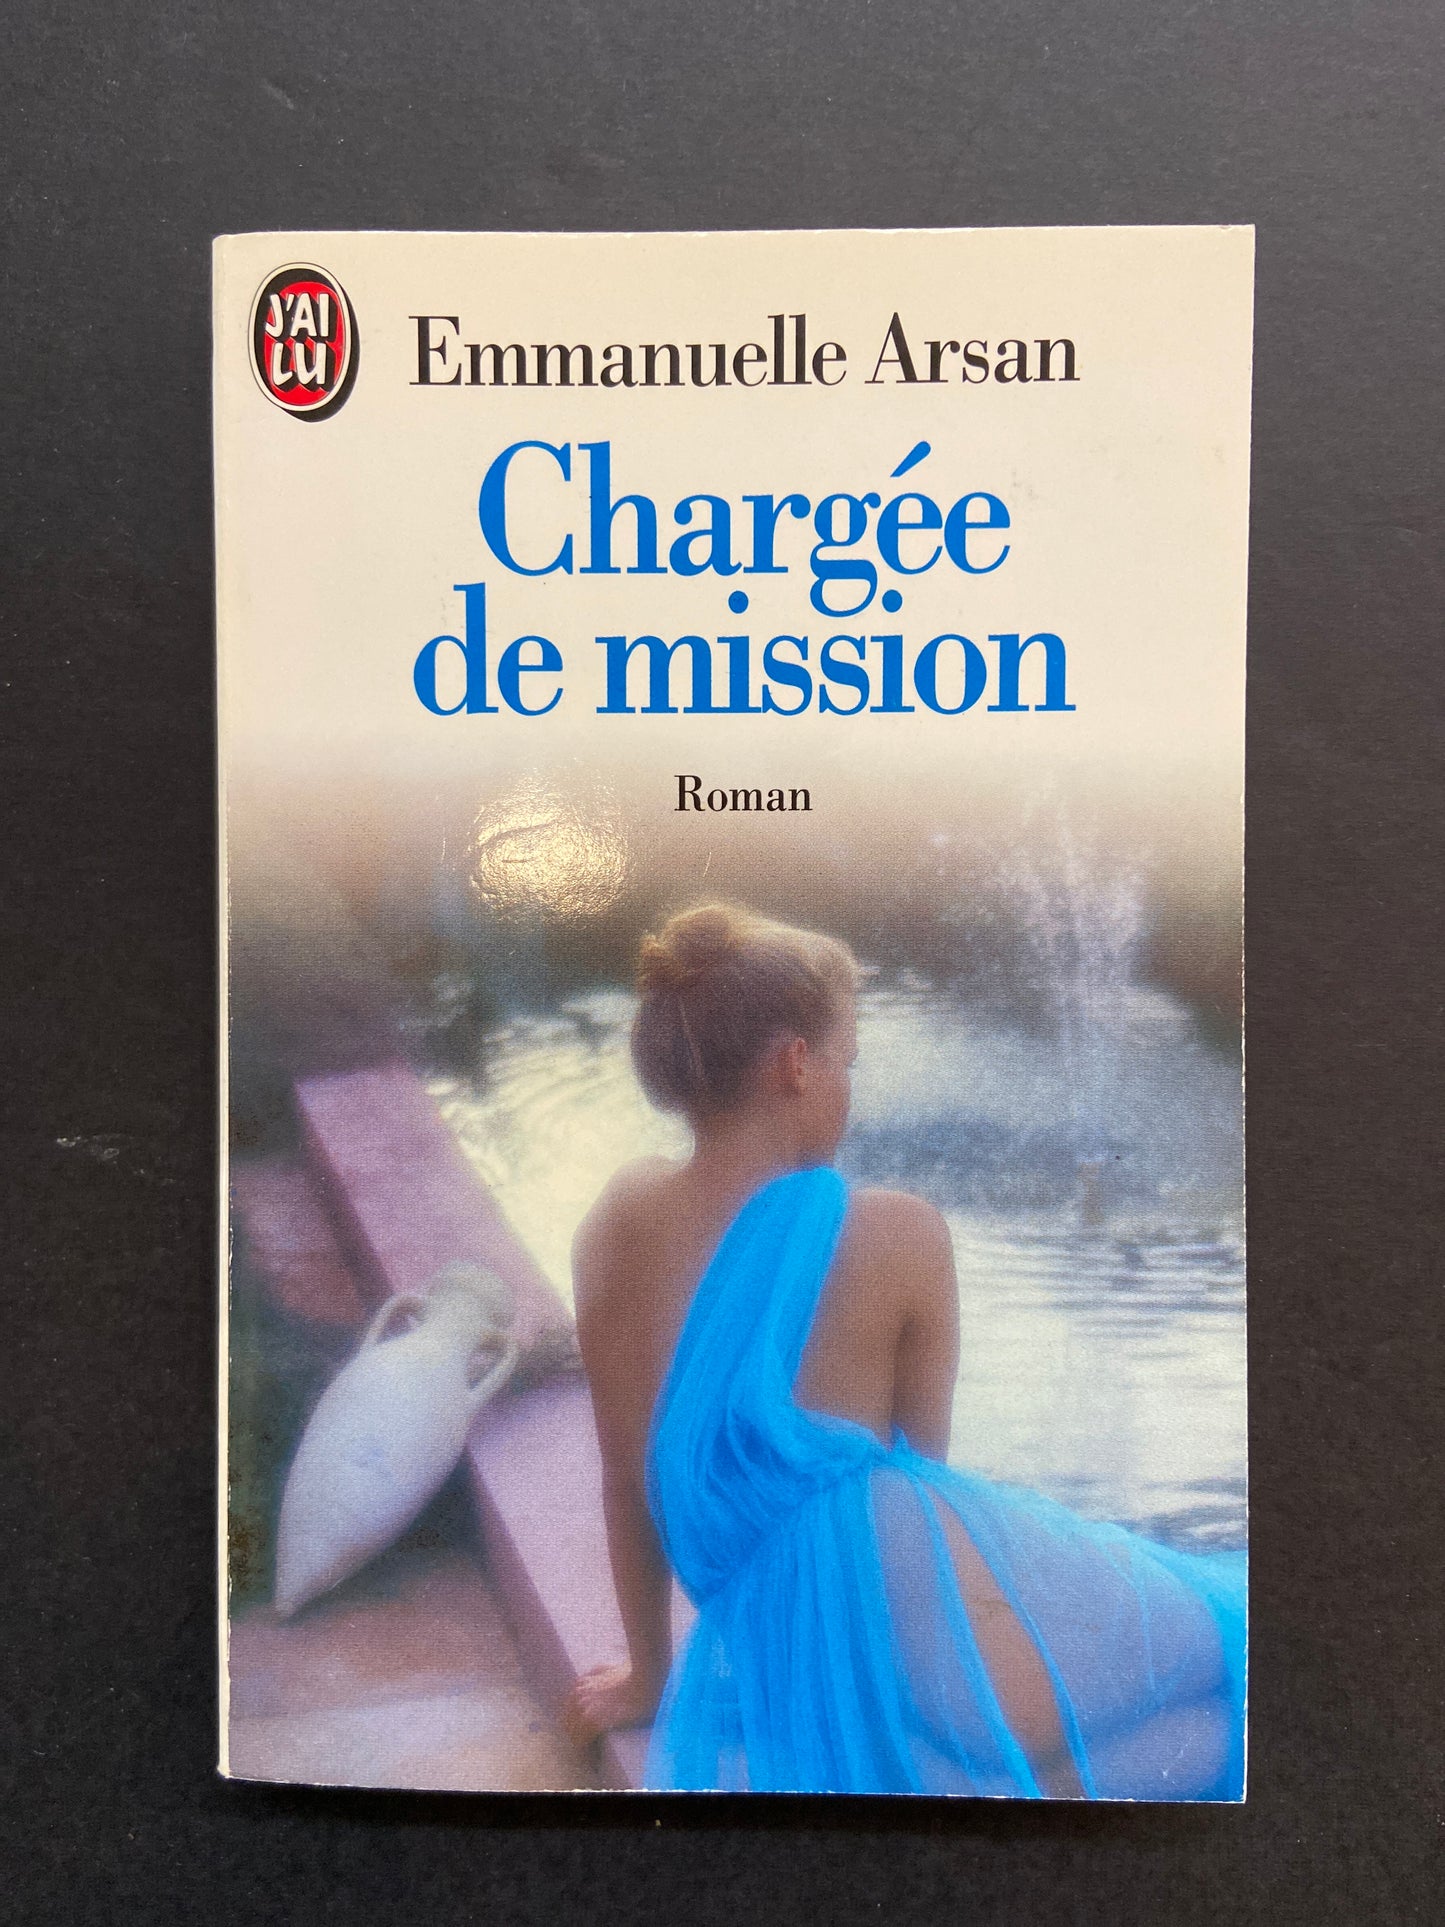 J'AI
LU
Emmanuelle Arsan
Chargée
de mission
Roman